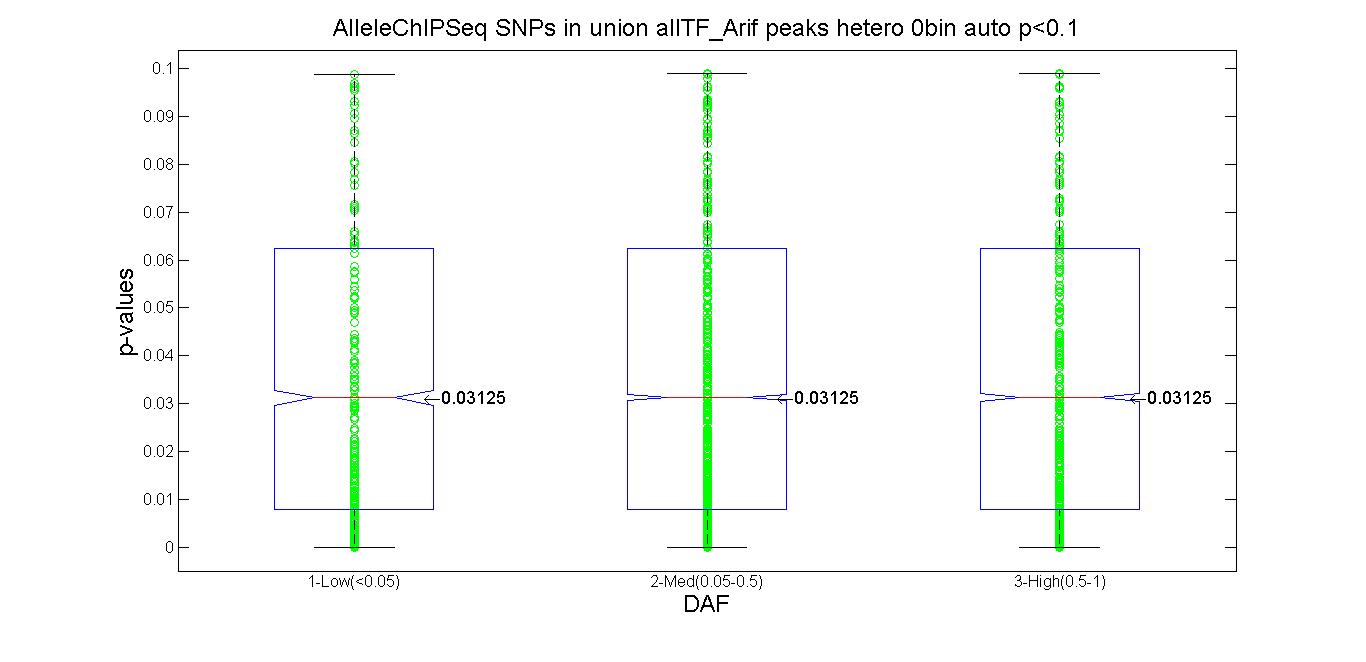 AlleleChIPSeq SNPs in union allTF_Arif peaks hetero 0bin auto p<0.1
0.1
0.09
0.08
0.07
0.06
0.05
0.04
0.03
0.02
0.01
0
p-values
0.03125
0.03125
0.03125
1-Low(<0.05)
2-Med(0.05-0.5)
3-High(0.5-1)
DAF